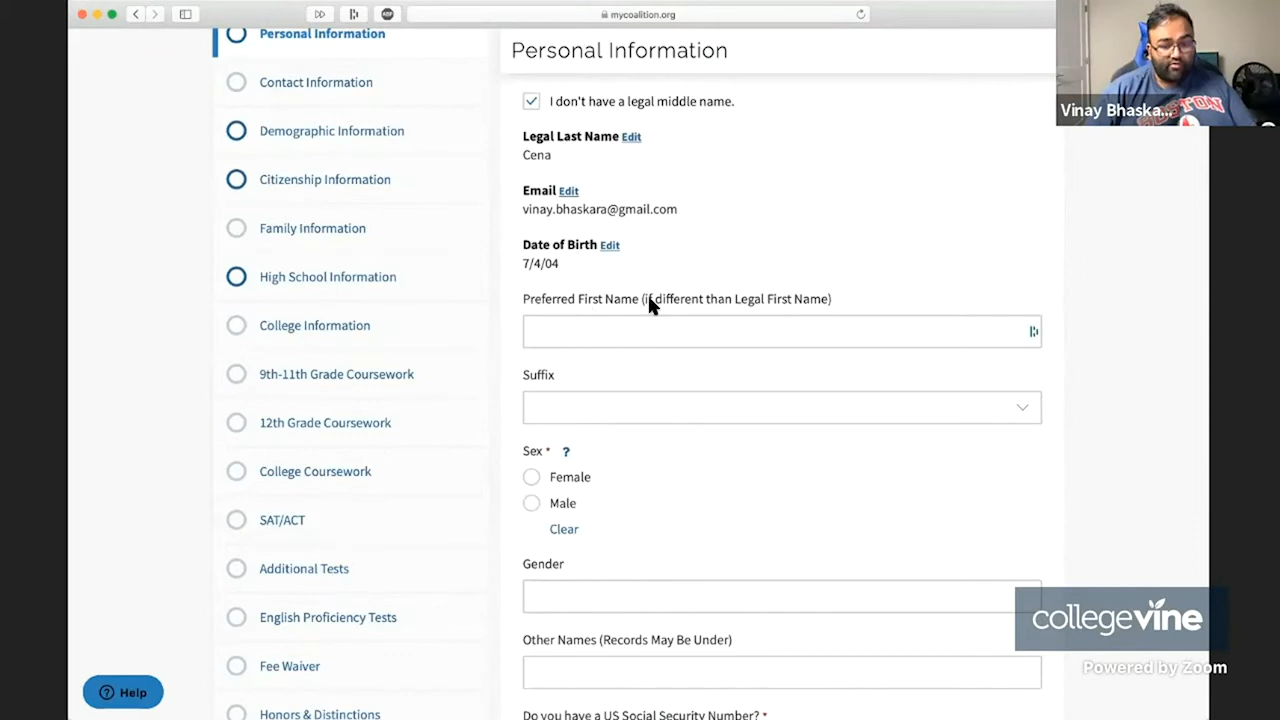 mycoalition.org
Personal Information
Contact Information
Demographic Information
Citizenship Information
Family Information
High School Information
College Information
9th-11th Grade Coursework
12th Grade Coursework
College Coursework
SAT/ACT
Additional Tests
English Proficiency Tests
Fee Waiver
Honors & Distinctions
Help
Personal Information
I don't have a legal middle name.
Legal Last Name Edit
Cena
Email Edit
vinay.bhaskara@gmail.com
Date of Birth Edit
7/4/04
Preferred First Name (if different than Legal First Name)
Suffix
Sex * ?
Female
Male
Clear
Gender
Other Names (Records May Be Under)
Do you have a US Social Security Number? *
Vinay Bhaska...
BOSTON
collegevine
Powered by Zoom